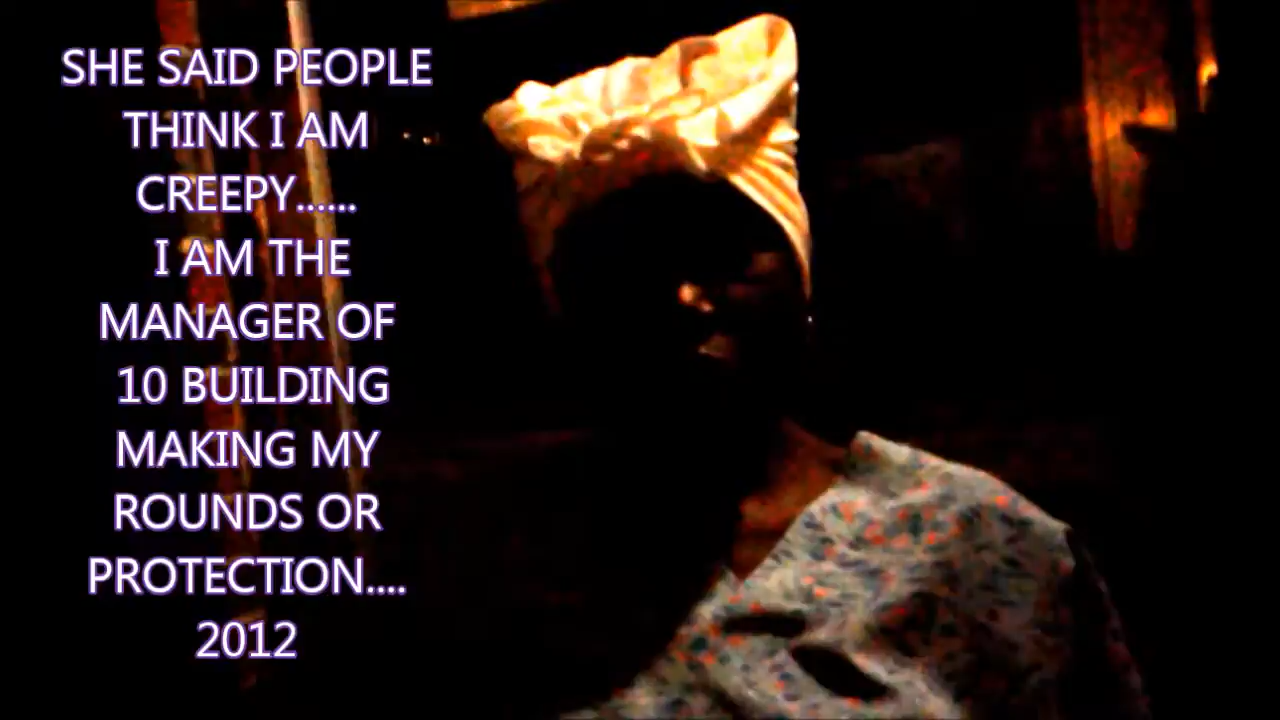 SHE SAID PEOPLE
THINK I AM
CREEPY......
I AM THE
MANAGER OF
10 BUILDING
MAKING MY
ROUNDS OR
PROTECTION....
2012